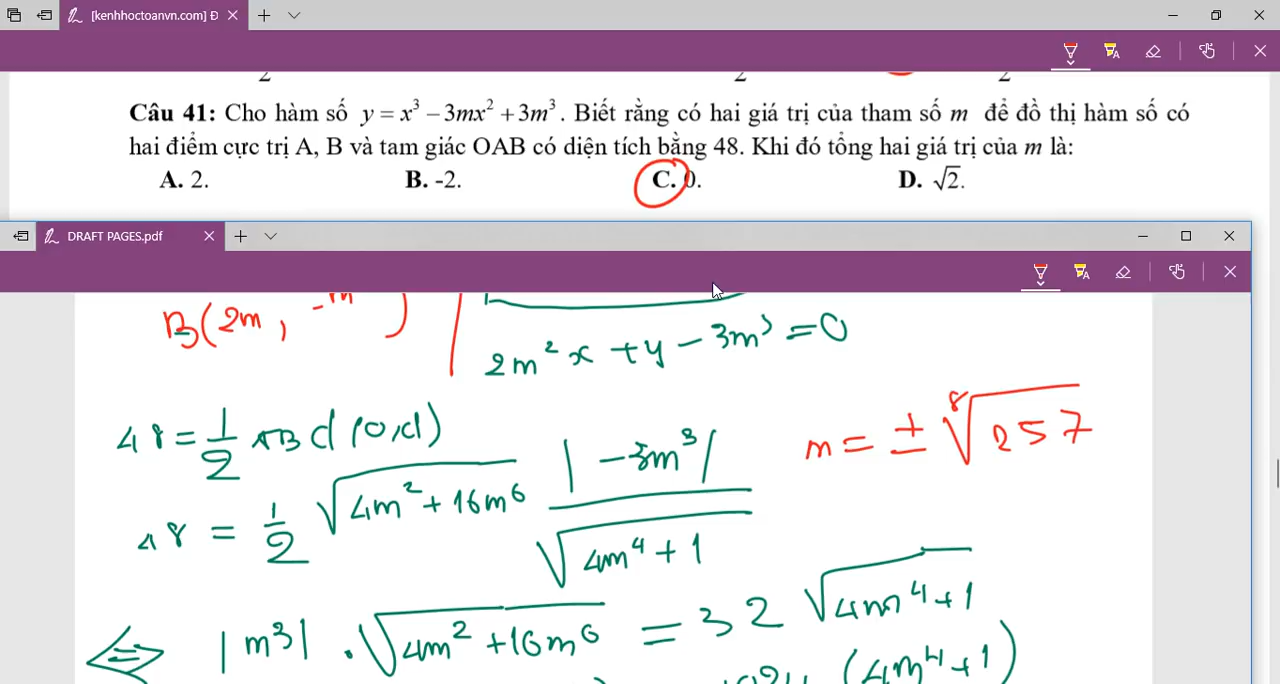 [kenhhoctoanvn.com] Đ
2 2 2
Câu 41: Cho hàm số y = x³ − 3mx² + 3m³. Biết rằng có hai giá trị của tham số m để đồ thị hàm số có
hai điểm cực trị A, B và tam giác OAB có diện tích bằng 48. Khi đó tổng hai giá trị của m là:
A. 2. B. -2. C. 0. D. √2.
DRAFT PAGES.pdf
B(2m, -m )
2m²x + y − 3m³ = 0
48 = 1/2 AB d(O,d)
m = ± ⁸√257
48 = 1/2 √(4m² + 16m⁶) |−3m³| / √(4m⁴ + 1)
⇔ |m³| . √(4m² + 16m⁶) = 32 √(4m⁴ + 1)
(4m⁴ + 1)